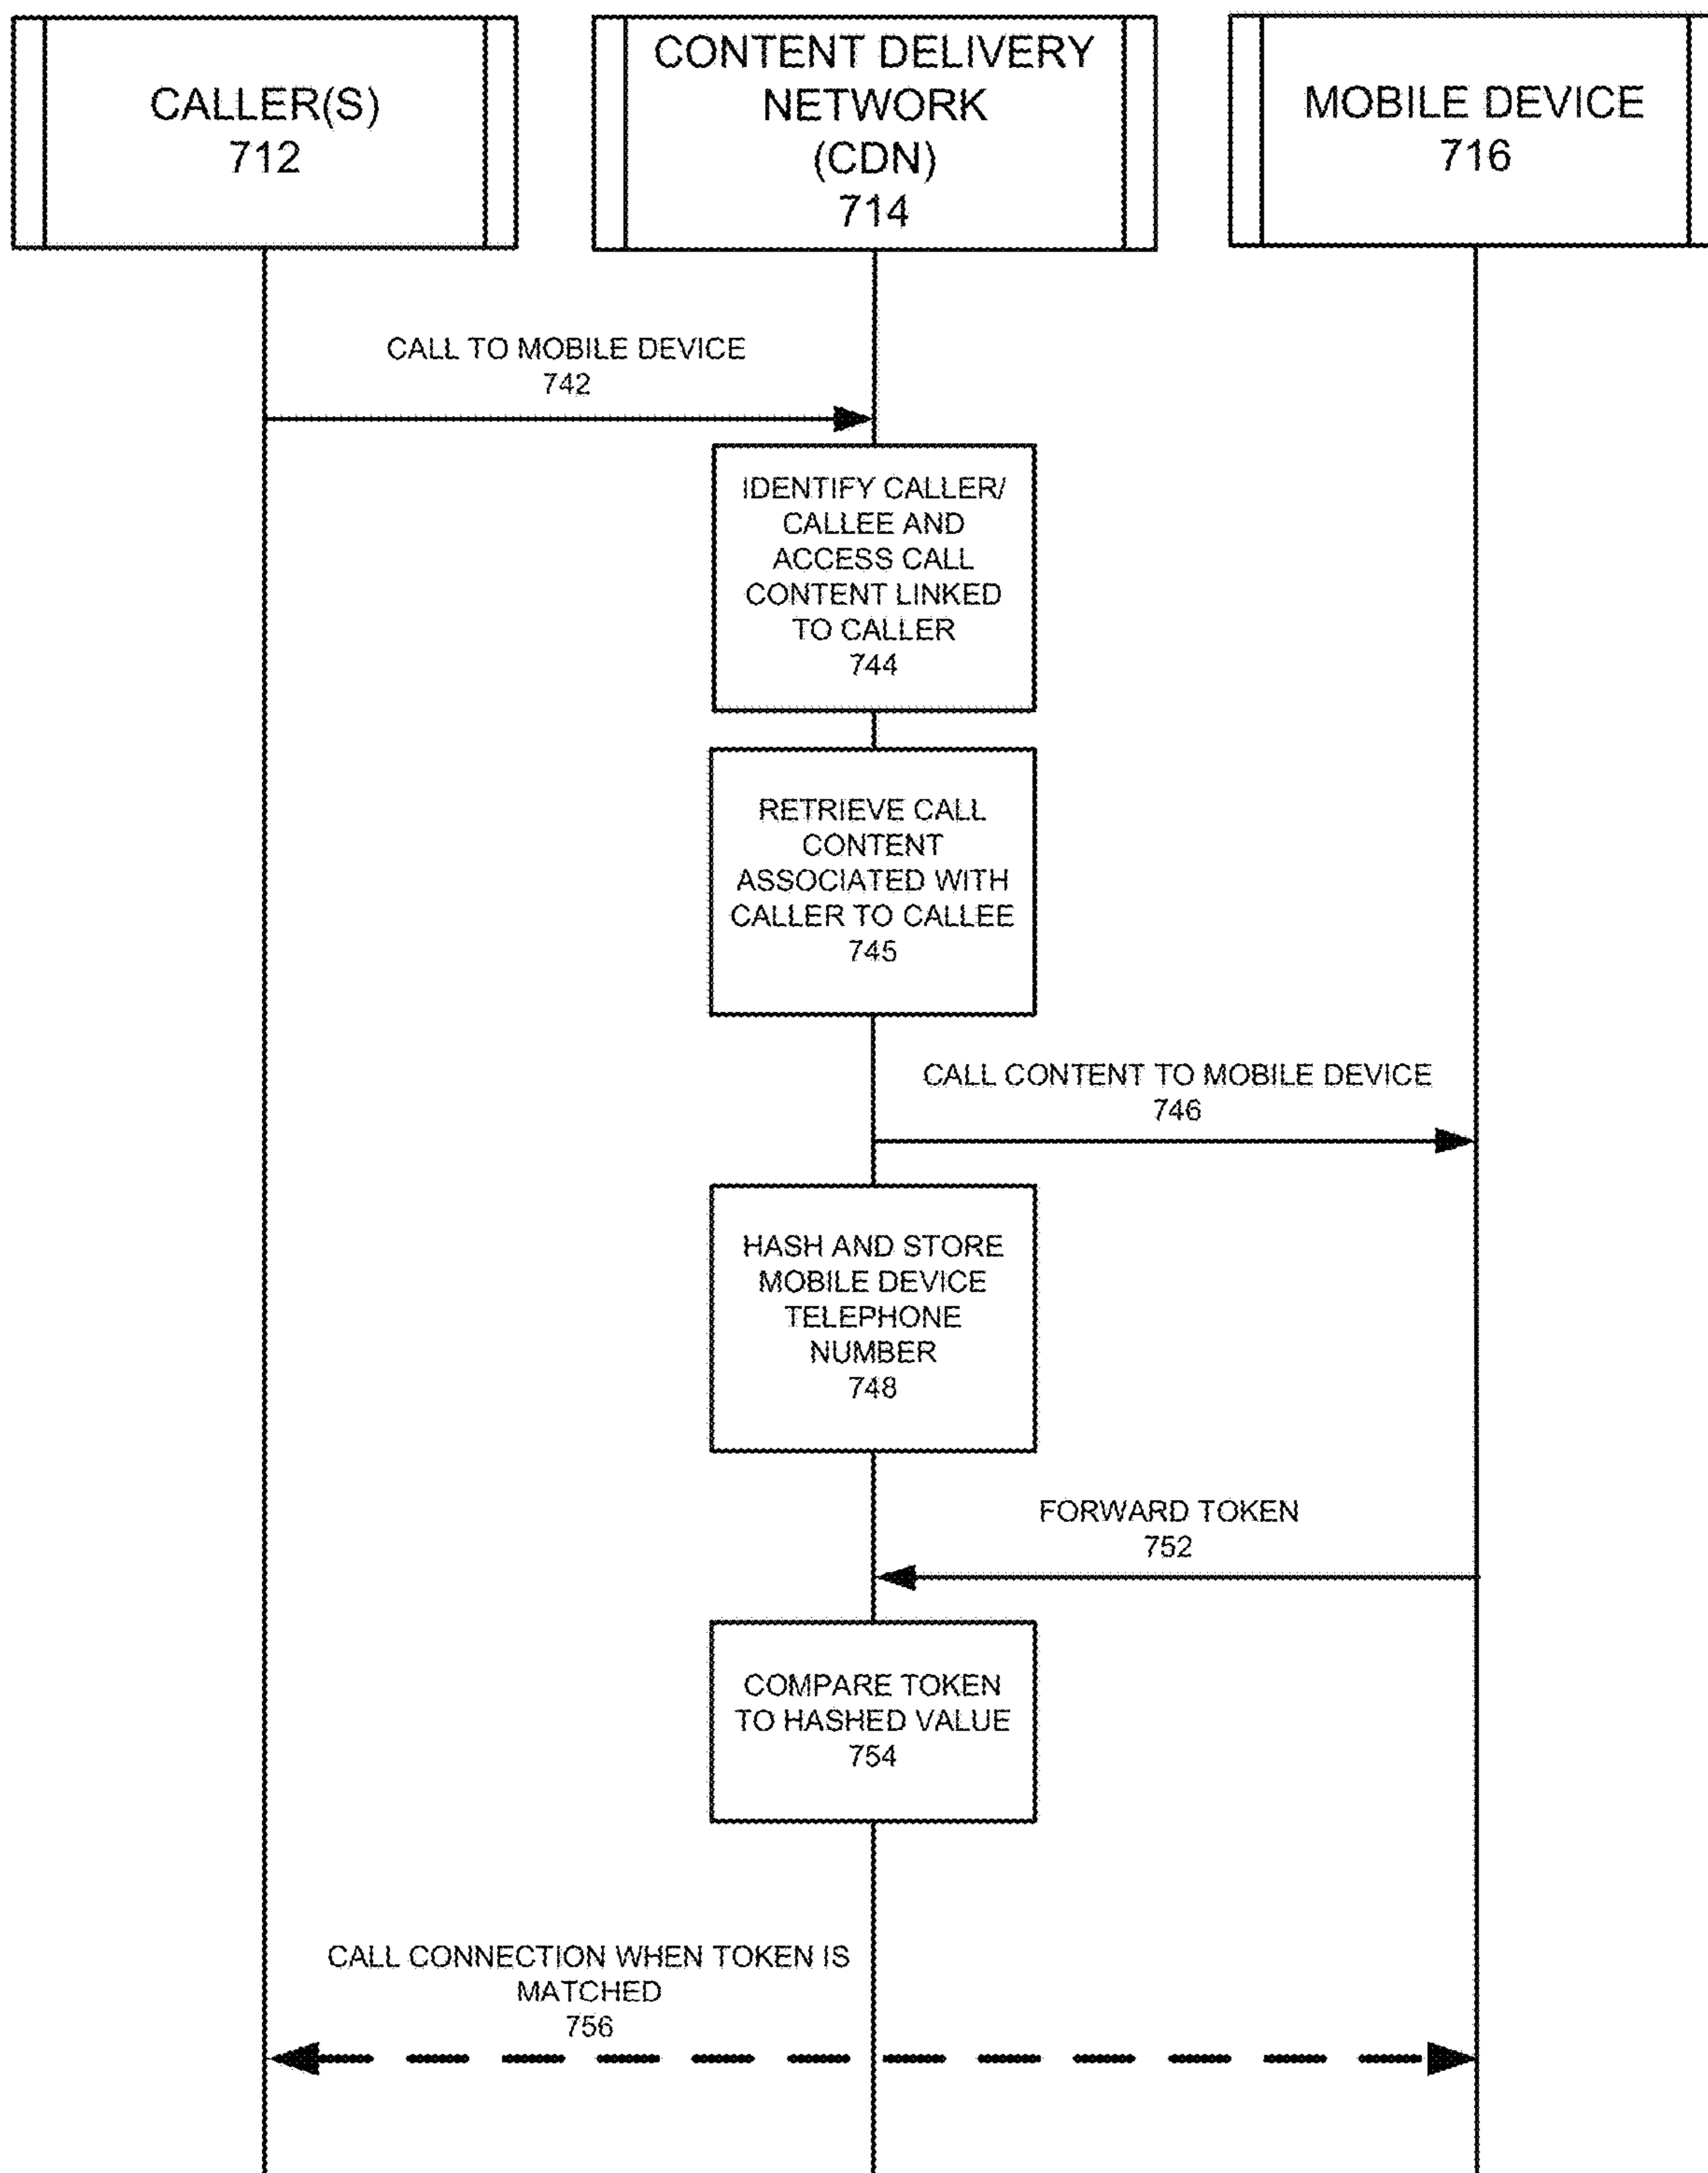 CALLER(S)
712
CONTENT DELIVERY
NETWORK
(CDN)
714
MOBILE DEVICE
716
CALL TO MOBILE DEVICE
742
IDENTIFY CALLER/
CALLEE AND
ACCESS CALL
CONTENT LINKED
TO CALLER
744
RETRIEVE CALL
CONTENT
ASSOCIATED WITH
CALLER TO CALLEE
745
CALL CONTENT TO MOBILE DEVICE
746
HASH AND STORE
MOBILE DEVICE
TELEPHONE
NUMBER
748
FORWARD TOKEN
752
COMPARE TOKEN
TO HASHED VALUE
754
CALL CONNECTION WHEN TOKEN IS
MATCHED
756